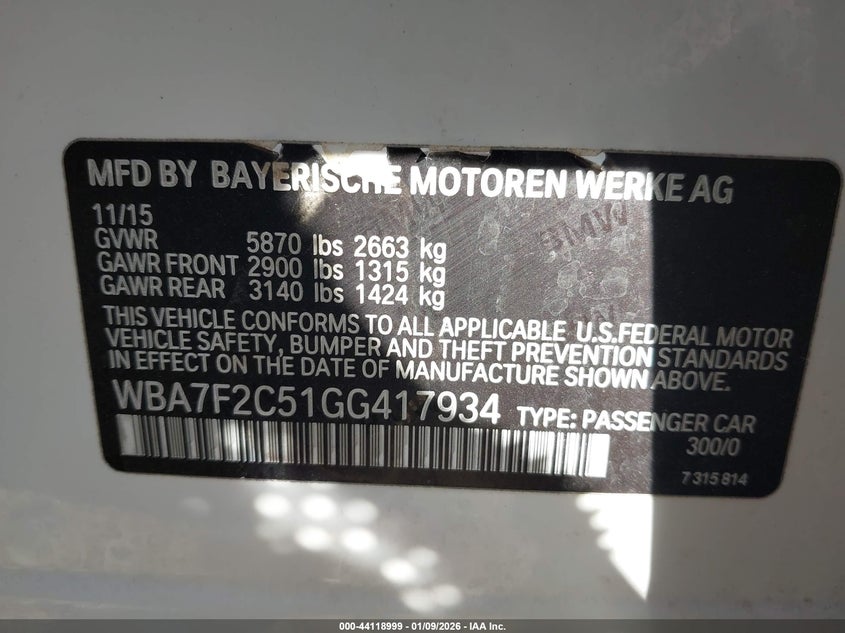 MFD BY BAYERISCHE MOTOREN WERKE AG
11/15
GVWR 5870 lbs 2663 kg
GAWR FRONT 2900 lbs 1315 kg
GAWR REAR 3140 lbs 1424 kg
THIS VEHICLE CONFORMS TO ALL APPLICABLE U.S.FEDERAL MOTOR
VEHICLE SAFETY, BUMPER AND THEFT PREVENTION STANDARDS
IN EFFECT ON THE DATE OF MANUFACTURE SHOWN ABOVE.
WBA7F2C51GG417934 TYPE: PASSENGER CAR
300/0
7 315 814
BMW
000-44118999 — 01/09/2026 — IAA Inc.